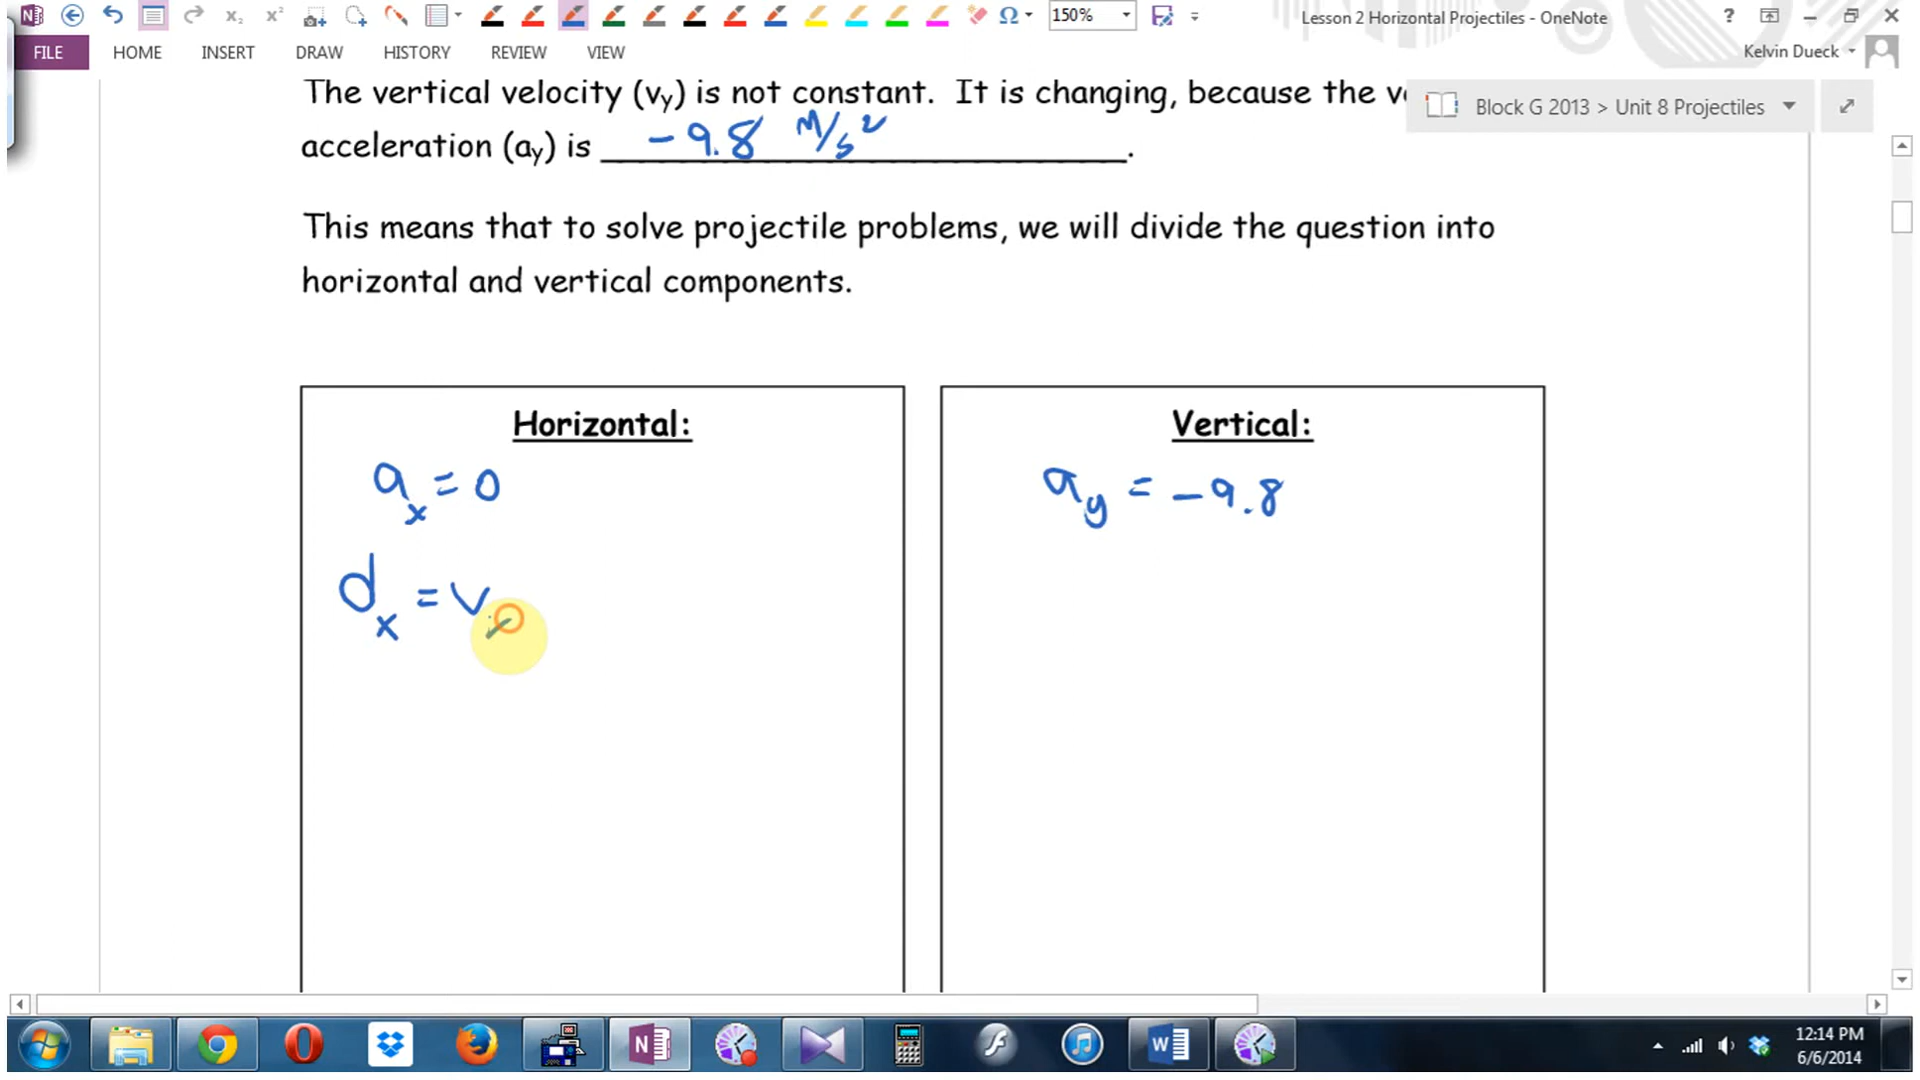 150%
Lesson 2 Horizontal Projectiles - OneNote
?
FILE HOME INSERT DRAW HISTORY REVIEW VIEW
Kelvin Dueck
Block G 2013 > Unit 8 Projectiles
The vertical velocity (vy) is not constant. It is changing, because the v
acceleration (ay) is -9.8 m/s² .
This means that to solve projectile problems, we will divide the question into
horizontal and vertical components.
Horizontal:
ax = 0
dx = v
Vertical:
ay = -9.8
12:14 PM
6/6/2014